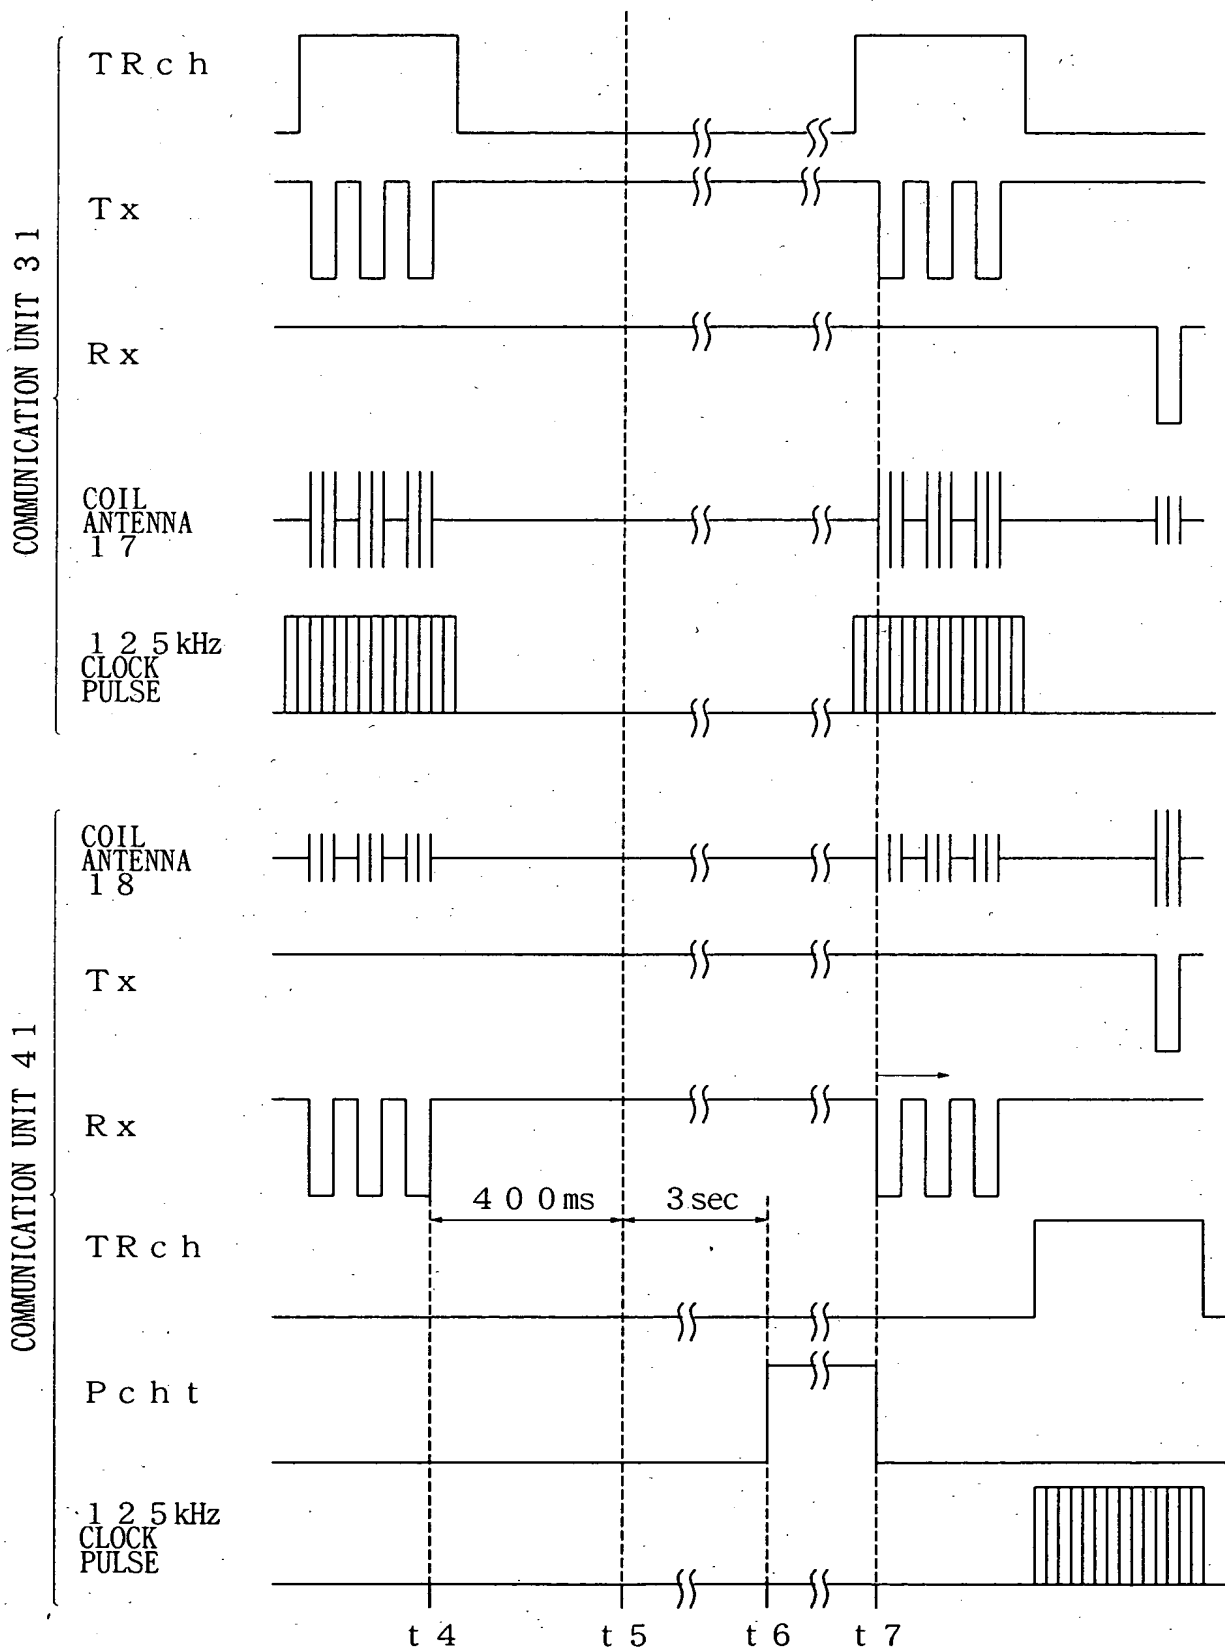 COMMUNICATION UNIT 31
TRch
Tx
Rx
COIL
ANTENNA
17
125kHz
CLOCK
PULSE
COMMUNICATION UNIT 41
COIL
ANTENNA
18
Tx
Rx
400ms
3sec
TRch
Pcht
125kHz
CLOCK
PULSE
t4
t5
t6
t7